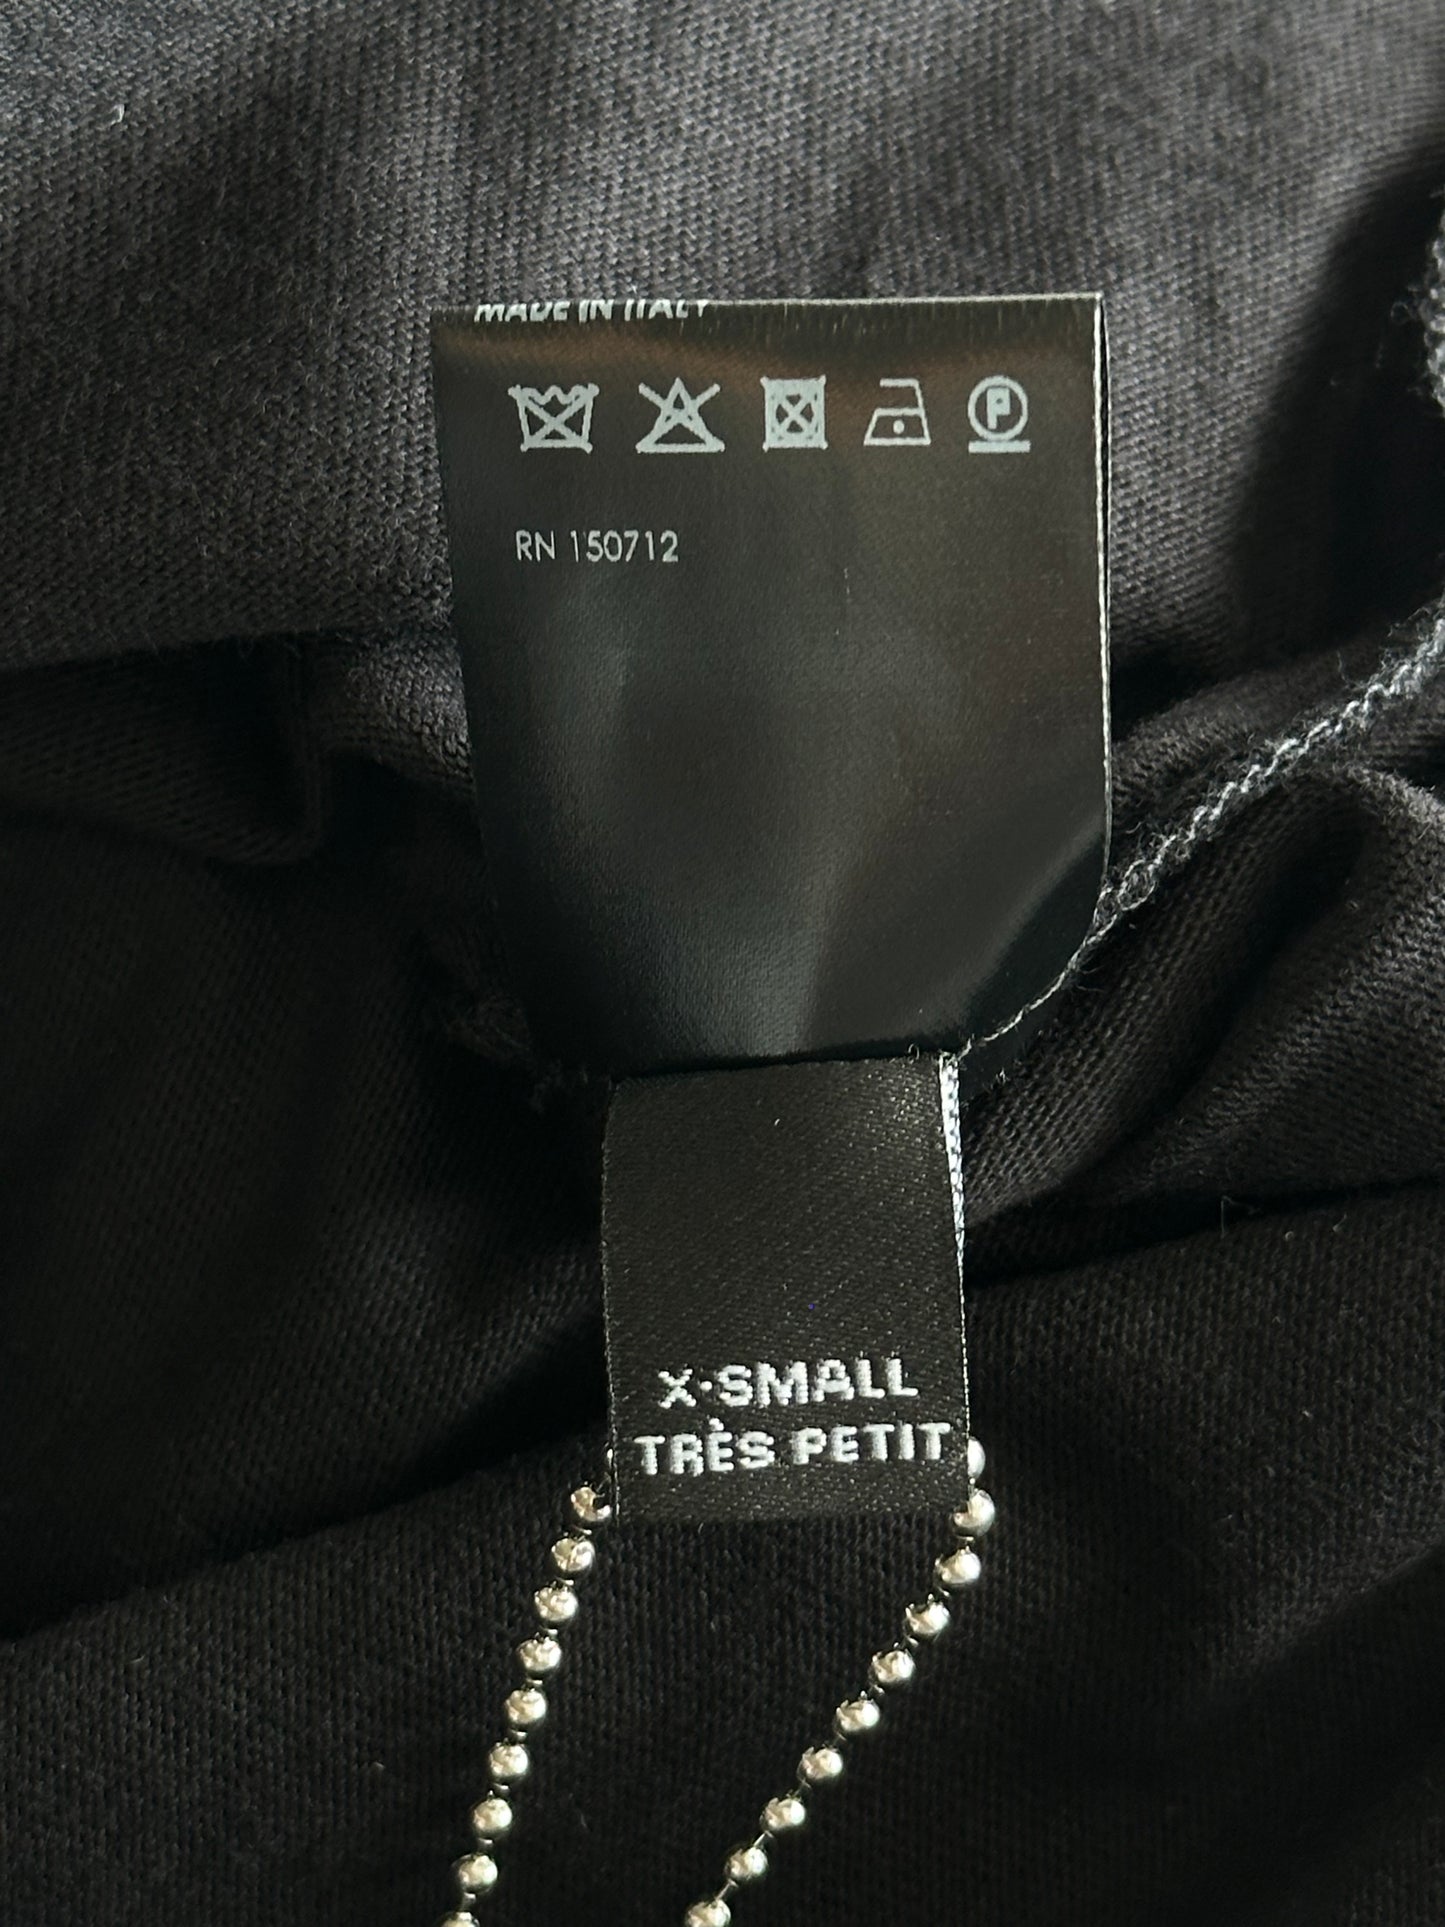 MADE IN ITALY
P
RN 150712
X-SMALL
TRÈS PETIT